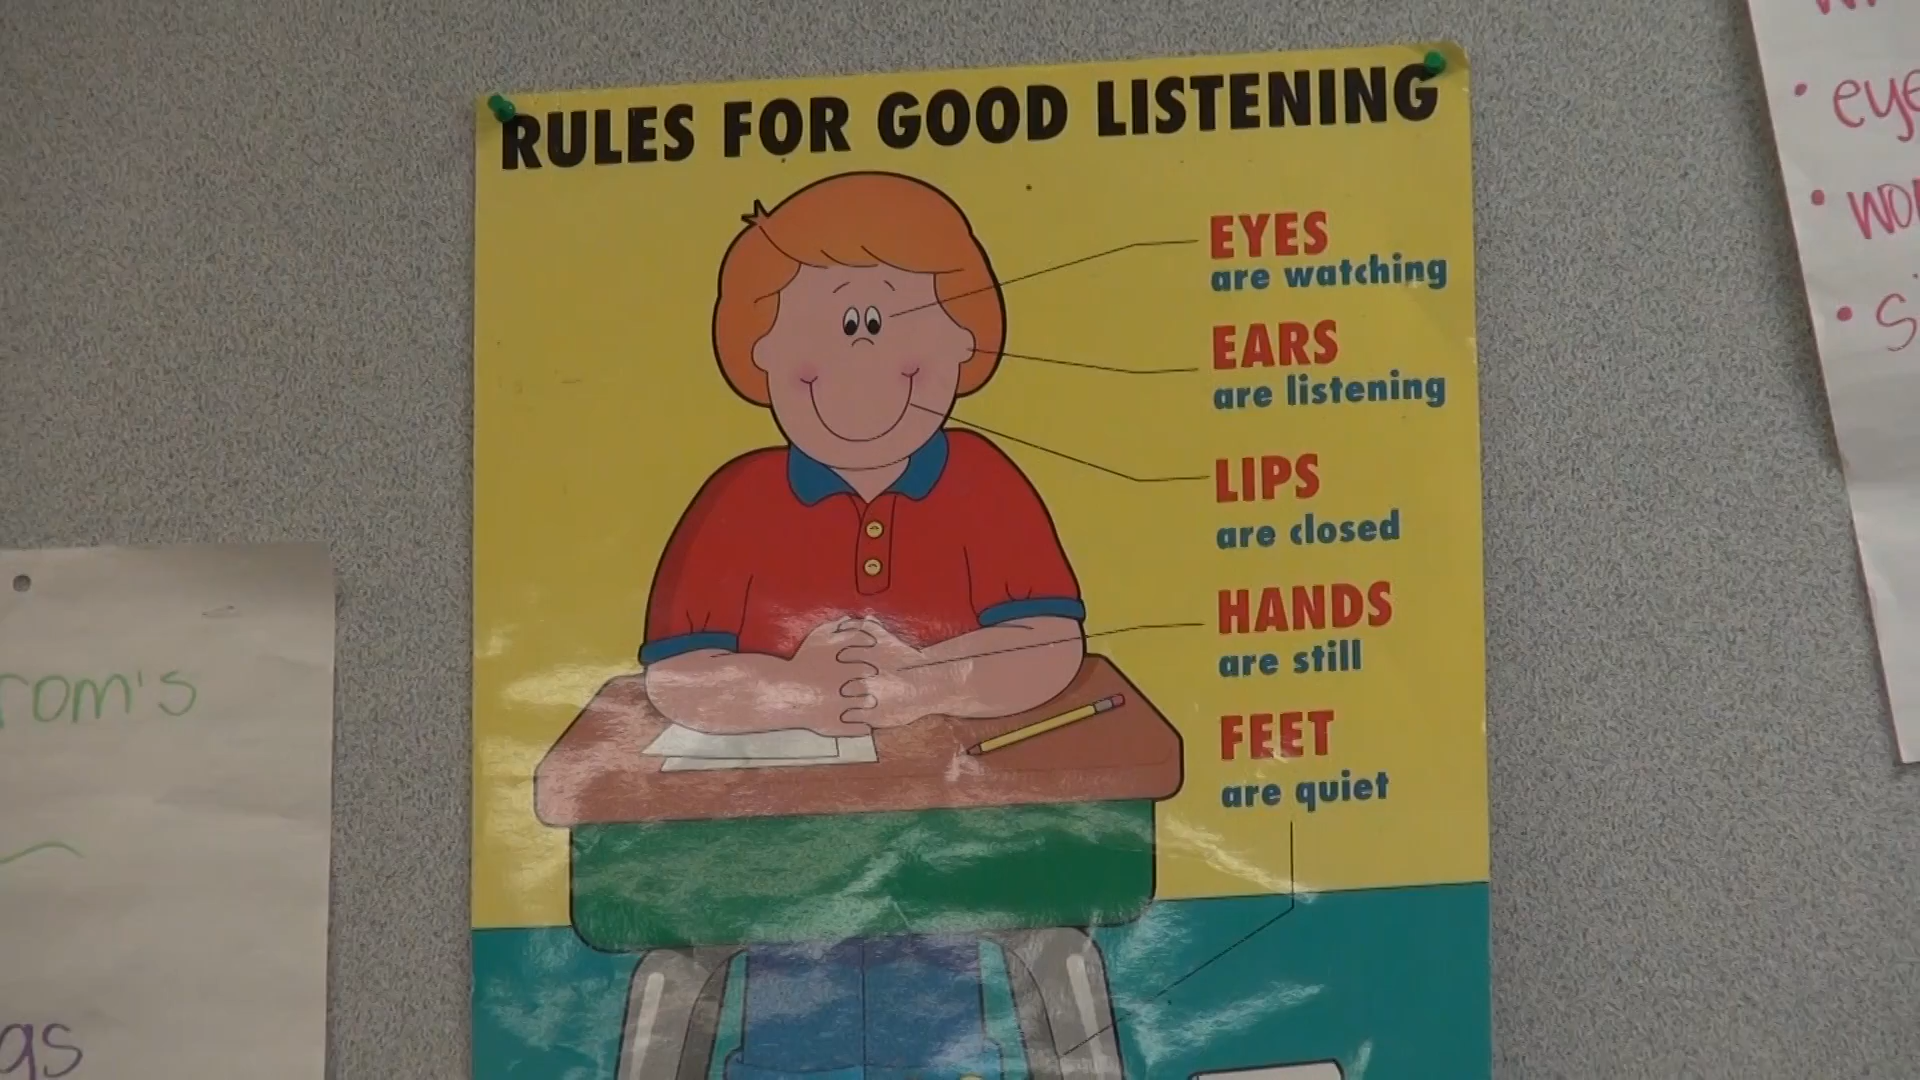 RULES FOR GOOD LISTENING
EYES
are watching
EARS
are listening
LIPS
are closed
HANDS
are still
FEET
are quiet